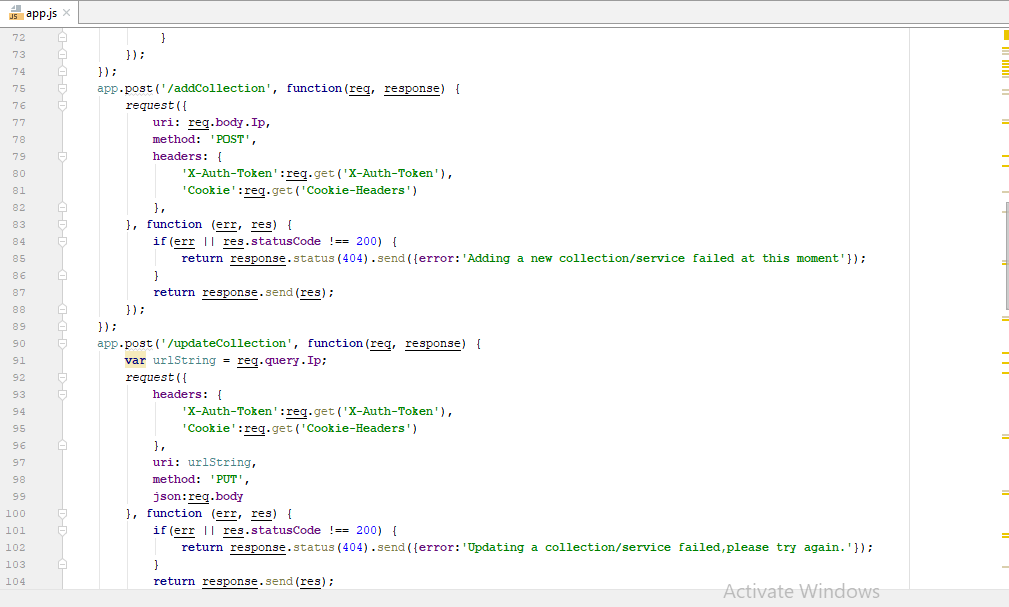 app.js
72 }
73 });
74 });
75 app.post('/addCollection', function(req, response) {
76 request({
77 uri: req.body.Ip,
78 method: 'POST',
79 headers: {
80 'X-Auth-Token':req.get('X-Auth-Token'),
81 'Cookie':req.get('Cookie-Headers')
82 },
83 }, function (err, res) {
84 if(err || res.statusCode !== 200) {
85 return response.status(404).send({error:'Adding a new collection/service failed at this moment'});
86 }
87 return response.send(res);
88 });
89 });
90 app.post('/updateCollection', function(req, response) {
91 var urlString = req.query.Ip;
92 request({
93 headers: {
94 'X-Auth-Token':req.get('X-Auth-Token'),
95 'Cookie':req.get('Cookie-Headers')
96 },
97 uri: urlString,
98 method: 'PUT',
99 json:req.body
100 }, function (err, res) {
101 if(err || res.statusCode !== 200) {
102 return response.status(404).send({error:'Updating a collection/service failed,please try again.'});
103 }
104 return response.send(res);
Activate Windows